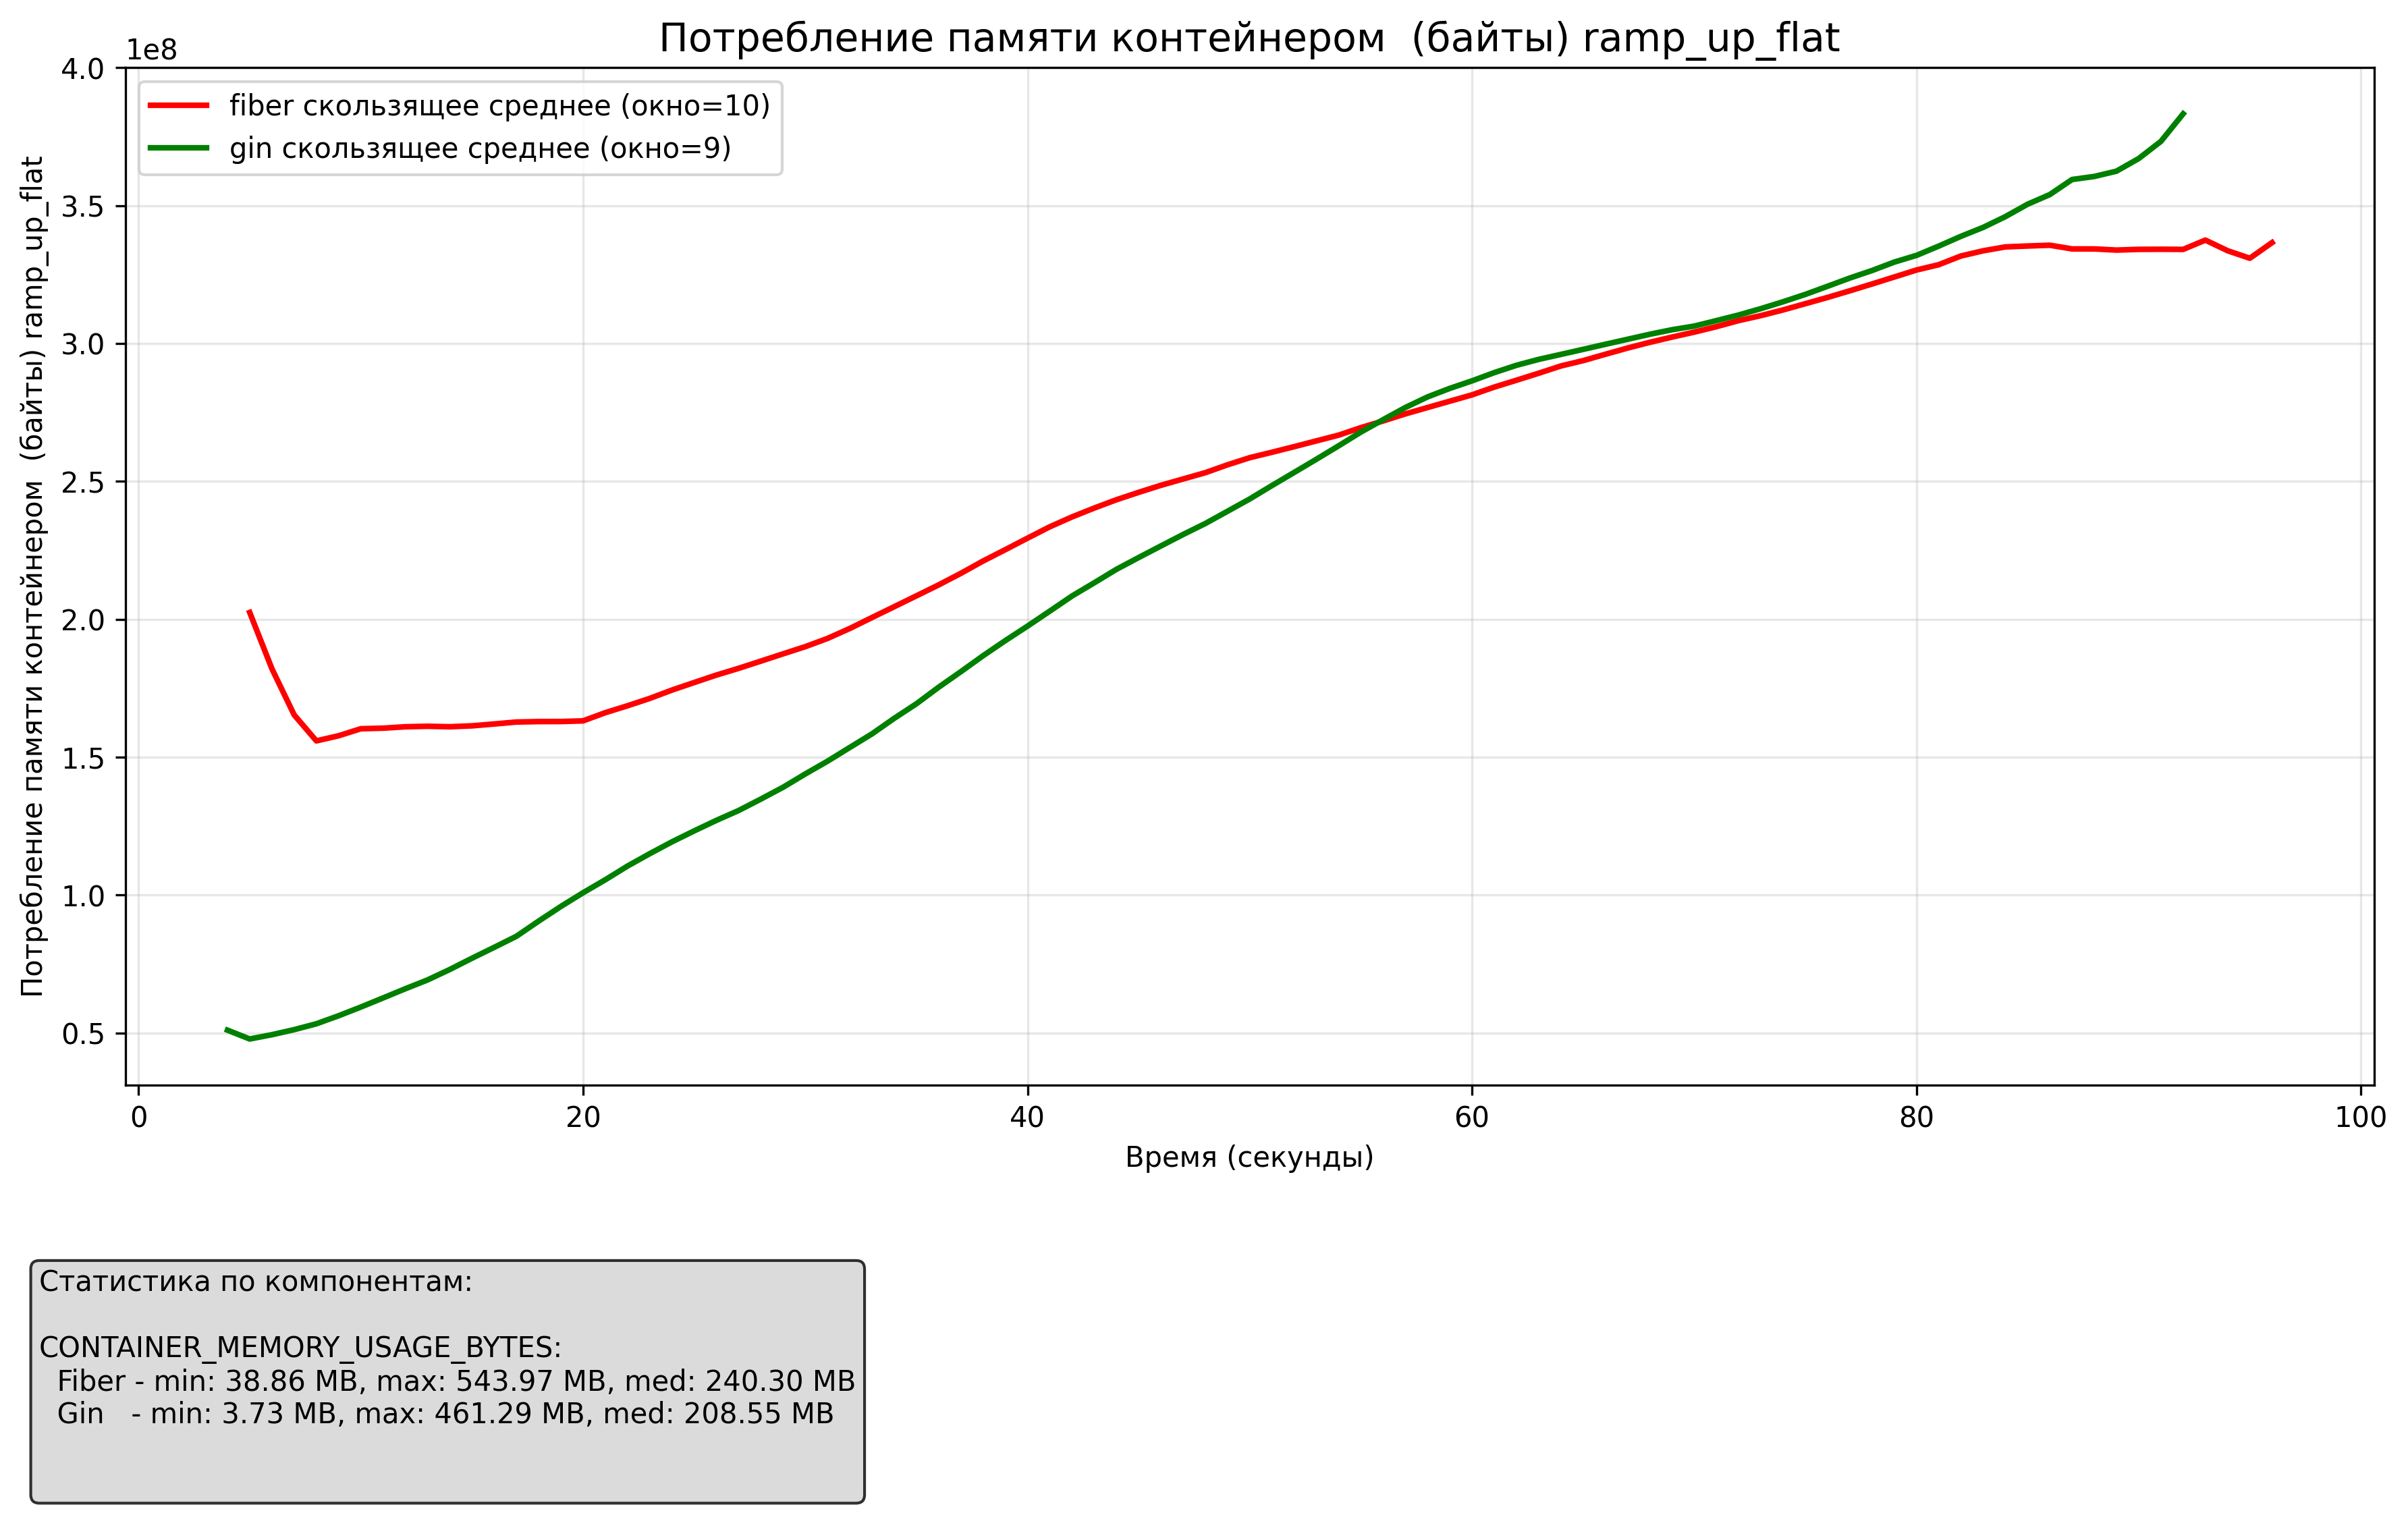 Потребление памяти контейнером  (байты) ramp_up_flat
1e8
fiber скользящее среднее (окно=10)
gin скользящее среднее (окно=9)
Потребление памяти контейнером  (байты) ramp_up_flat
4.0
3.5
3.0
2.5
2.0
1.5
1.0
0.5
0 20 40 60 80 100
Время (секунды)
Статистика по компонентам:
CONTAINER_MEMORY_USAGE_BYTES:
Fiber - min: 38.86 MB, max: 543.97 MB, med: 240.30 MB
Gin   - min: 3.73 MB, max: 461.29 MB, med: 208.55 MB